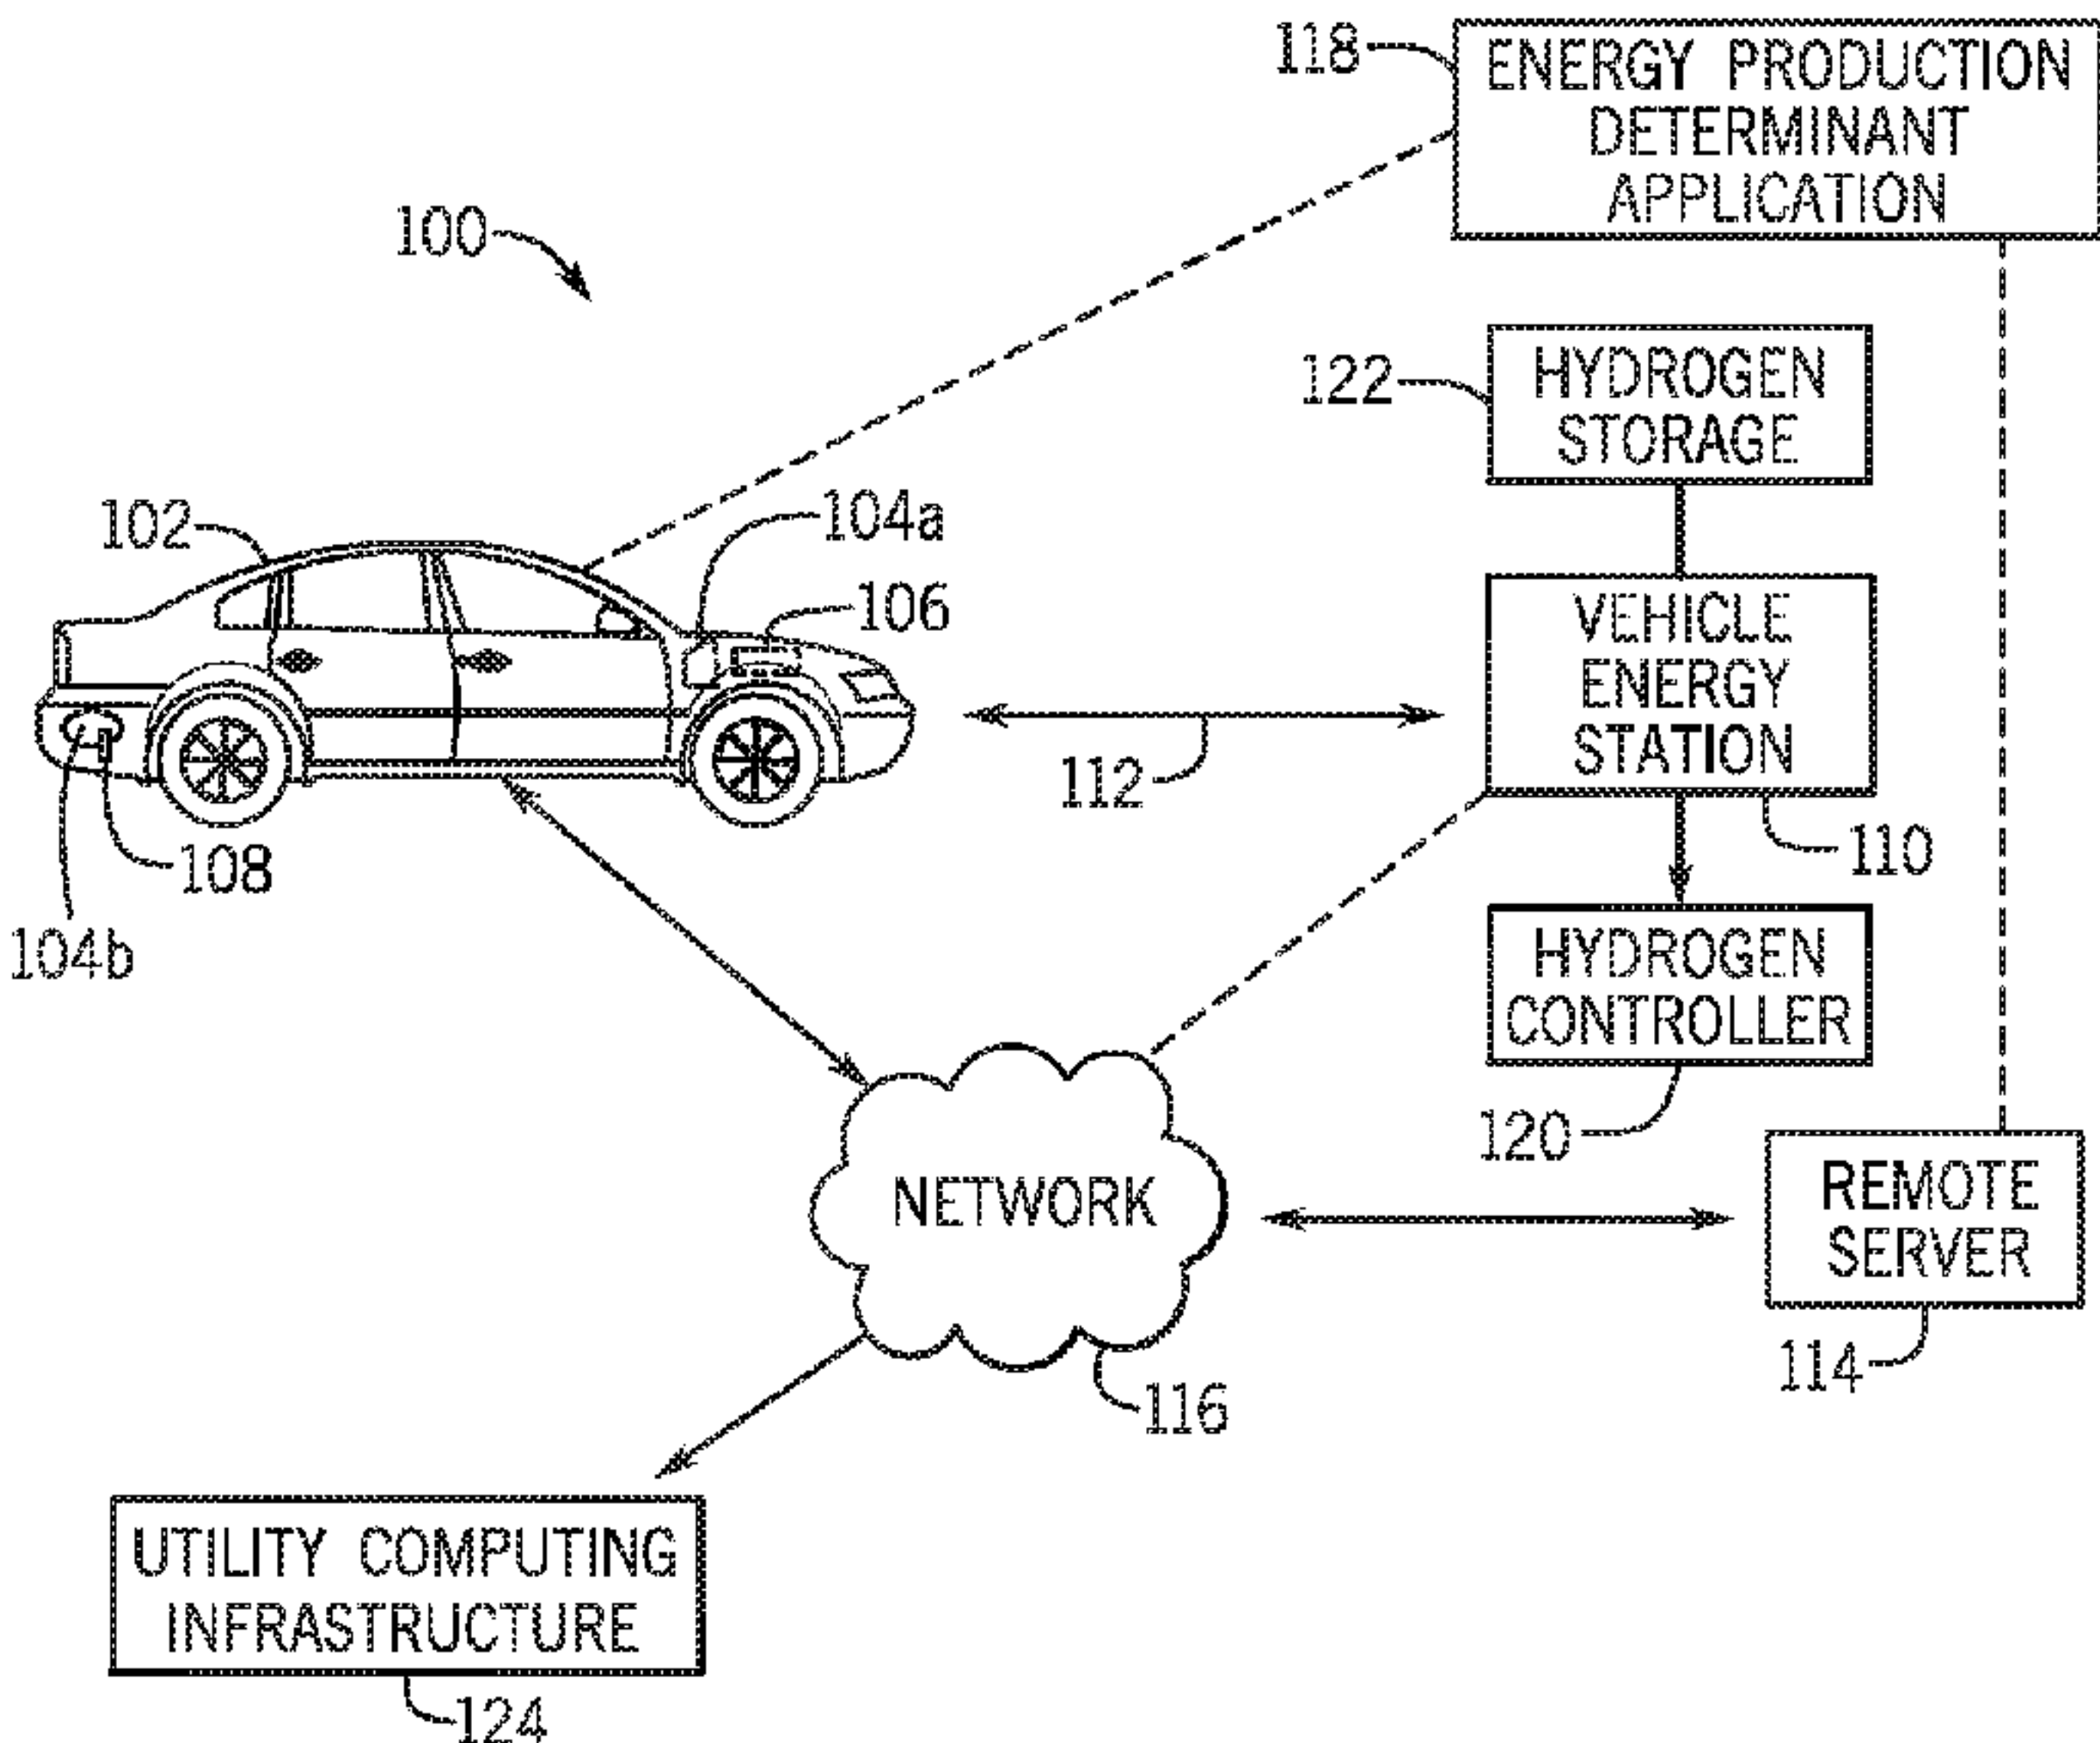 118
ENERGY PRODUCTION
DETERMINANT
APPLICATION
100
122
HYDROGEN
STORAGE
102
104a
106
VEHICLE
ENERGY
STATION
112
110
108
104b
HYDROGEN
CONTROLLER
120
NETWORK
REMOTE
SERVER
114
116
UTILITY COMPUTING
INFRASTRUCTURE
124